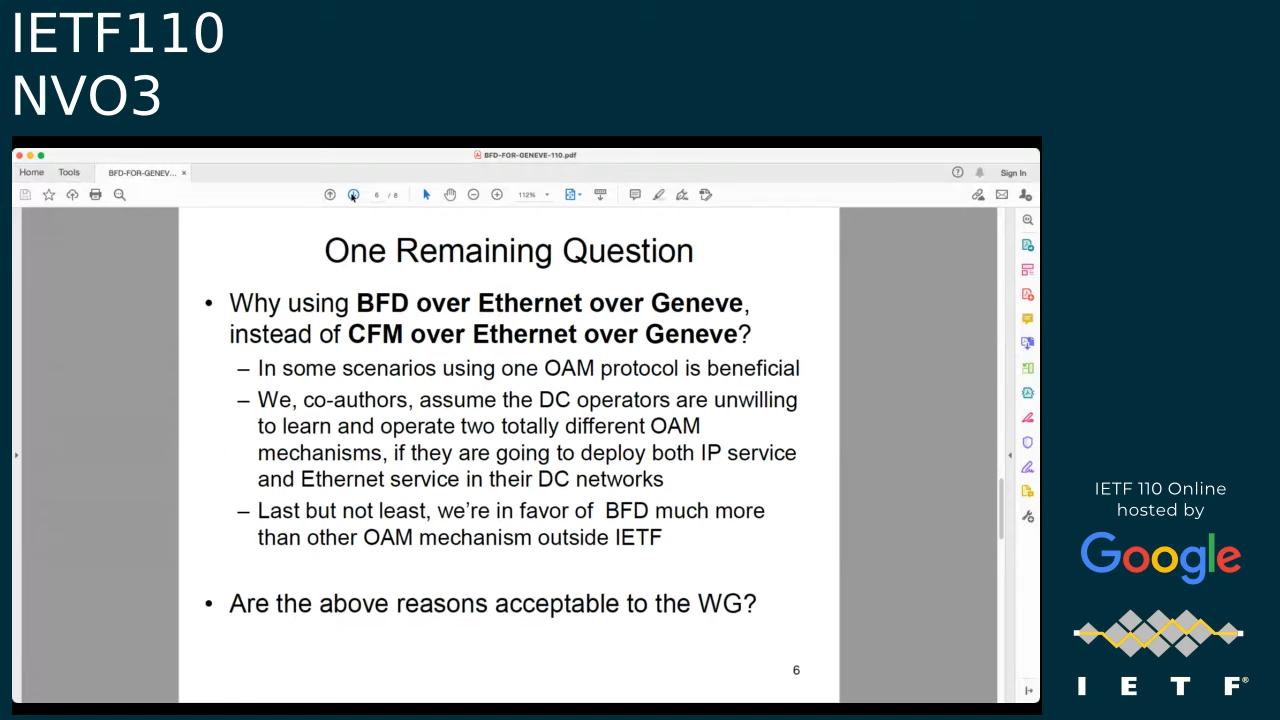 IETF110
NVO3
BFD-FOR-GENEVE-110.pdf
Home Tools BFD-FOR-GENEV... × Sign In
6 / 8 112%
One Remaining Question
• Why using BFD over Ethernet over Geneve,
instead of CFM over Ethernet over Geneve?
– In some scenarios using one OAM protocol is beneficial
– We, co-authors, assume the DC operators are unwilling
to learn and operate two totally different OAM
mechanisms, if they are going to deploy both IP service
and Ethernet service in their DC networks
– Last but not least, we're in favor of BFD much more
than other OAM mechanism outside IETF
• Are the above reasons acceptable to the WG?
6
IETF 110 Online
hosted by
Google
I E T F®